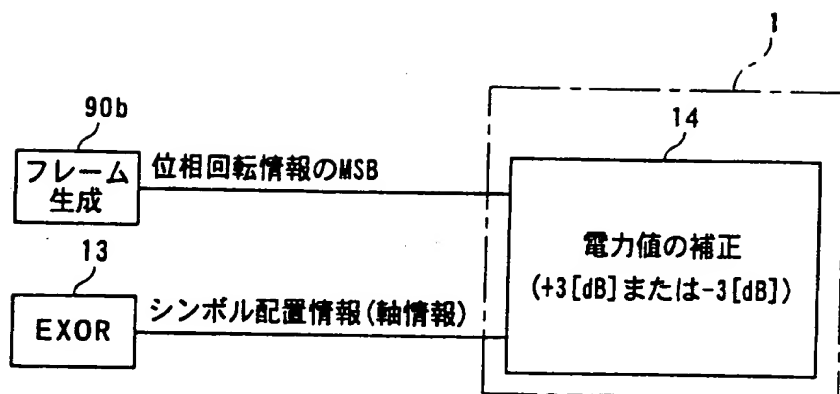 1
90b
14
フレーム
生成
位相回転情報のMSB
電力値の補正
(+3[dB]または-3[dB])
13
EXOR
シンボル配置情報(軸情報)